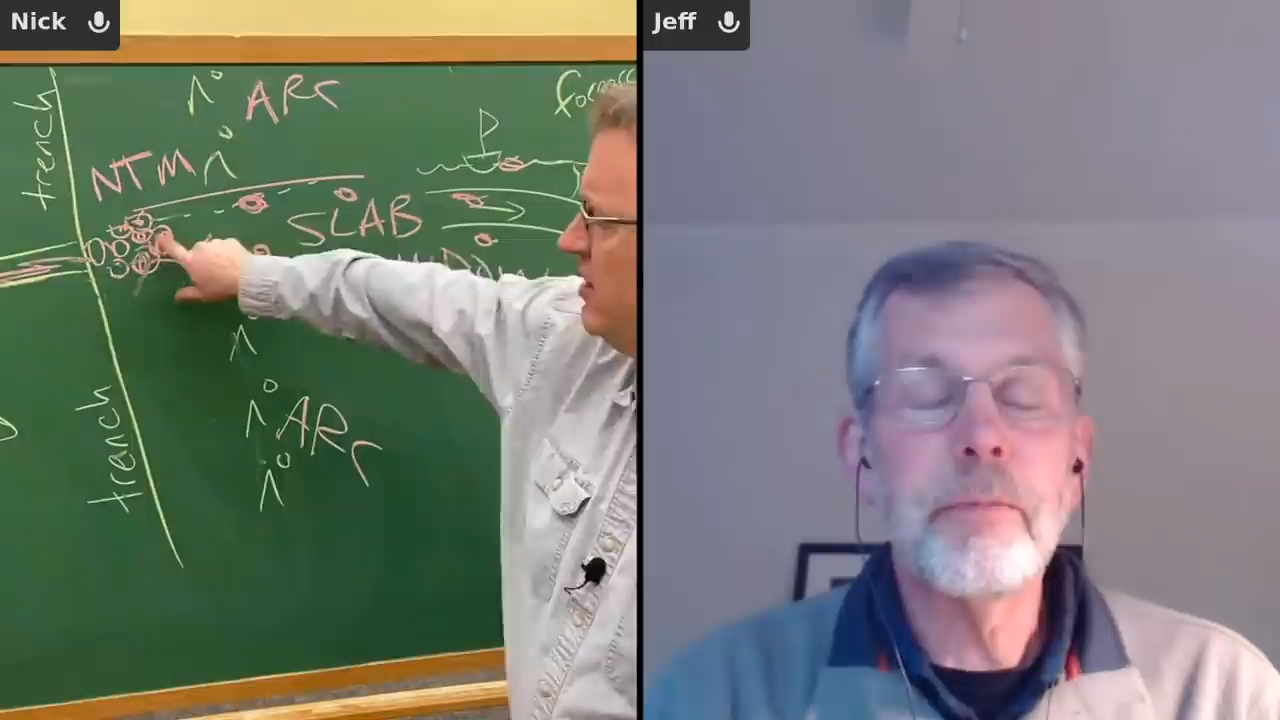 Nick
Jeff
trench
ARC
NTM
SLAB
trench
ARC